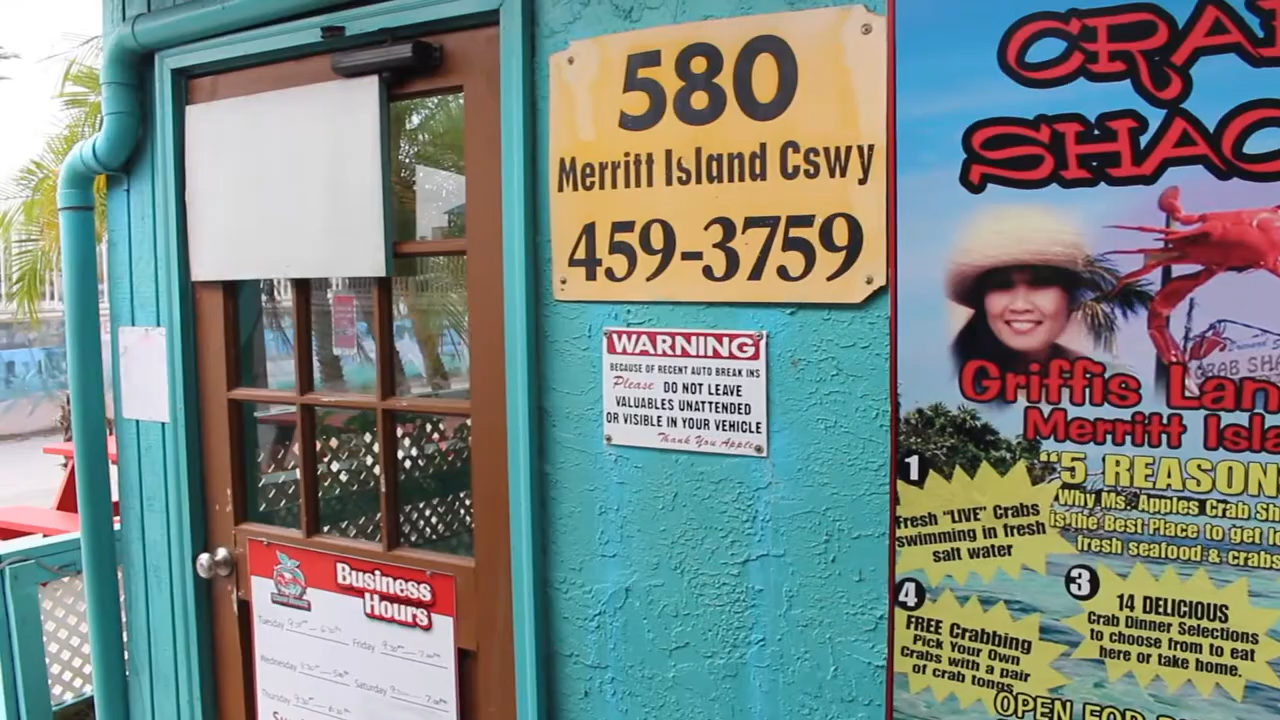 580
Merritt Island Cswy
459-3759
WARNING
BECAUSE OF RECENT AUTO BREAK INS
Please DO NOT LEAVE
VALUABLES UNATTENDED
OR VISIBLE IN YOUR VEHICLE
Thank You Apple
Business
Hours
Tuesday
Friday
Wednesday
Saturday
Thursday
CRAB
SHAC
CRAB SHA
Griffis Lan
Merritt Isla
"5 REASON
Why Ms. Apples Crab Sh
is the Best Place to get
fresh seafood & crabs
1
Fresh "LIVE" Crabs
swimming in fresh
salt water
3
14 DELICIOUS
Crab Dinner Selections
to choose from to eat
here or take home.
4
FREE Crabbing
Pick Your Own
Crabs with a pair
of crab tongs
OPEN FOR